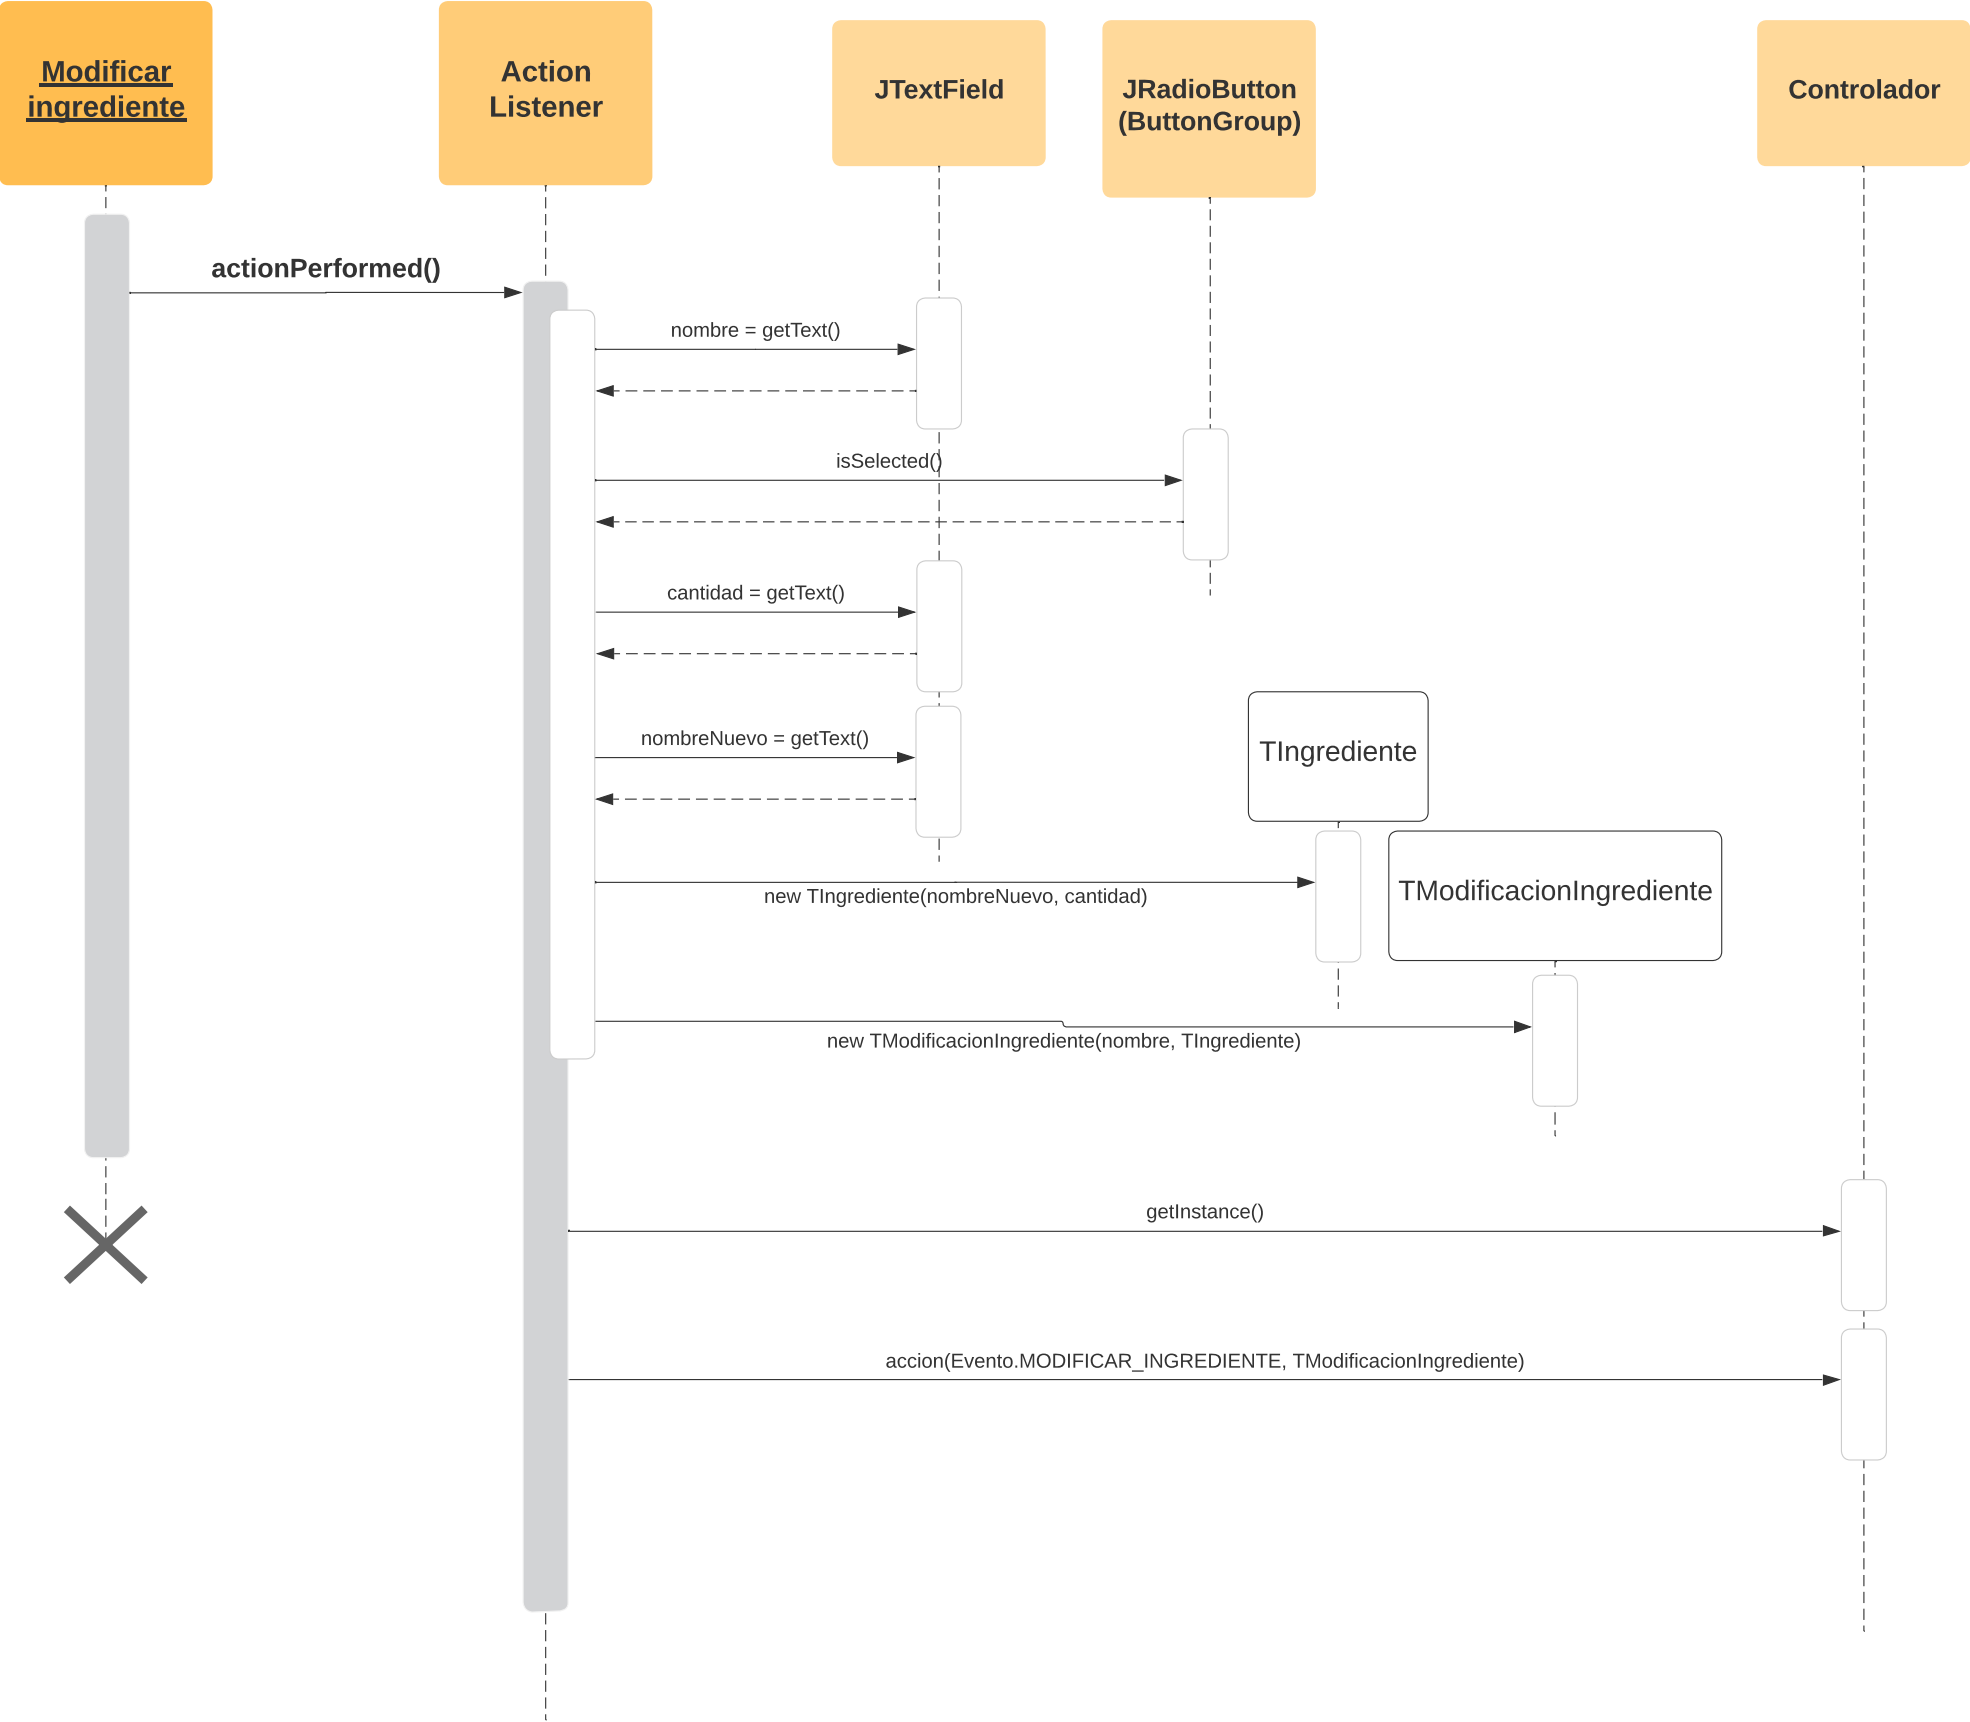 Modificar
ingrediente
Action
Listener
JTextField
JRadioButton
(ButtonGroup)
Controlador
actionPerformed()
nombre = getText()
isSelected()
cantidad = getText()
nombreNuevo = getText()
TIngrediente
new TIngrediente(nombreNuevo, cantidad)
TModificacionIngrediente
new TModificacionIngrediente(nombre, TIngrediente)
getInstance()
accion(Evento.MODIFICAR_INGREDIENTE, TModificacionIngrediente)